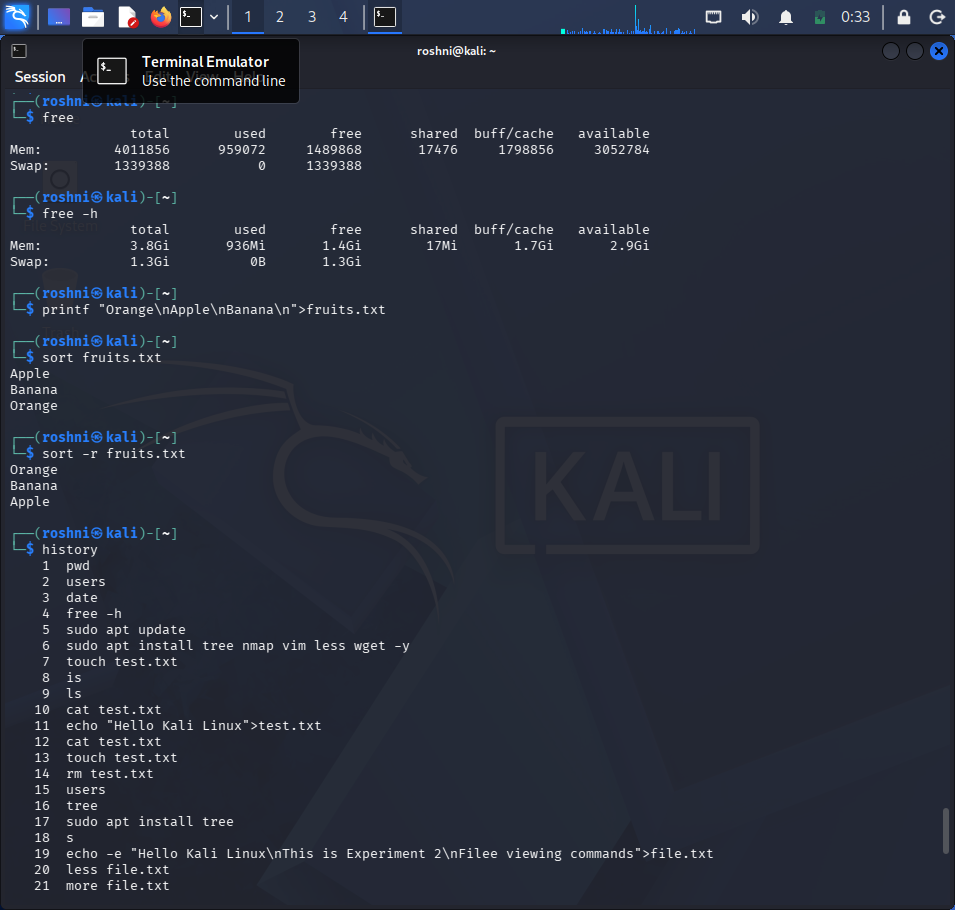 1 2 3 4 0:33
roshni@kali: ~
Terminal Emulator
Use the command line
Session Actions Edit View Help
┌──(roshni㉿kali)-[~]
└─$ free
total used free shared buff/cache available
Mem: 4011856 959072 1489868 17476 1798856 3052784
Swap: 1339388 0 1339388
┌──(roshni㉿kali)-[~]
└─$ free -h
File System
total used free shared buff/cache available
Mem: 3.8Gi 936Mi 1.4Gi 17Mi 1.7Gi 2.9Gi
Swap: 1.3Gi 0B 1.3Gi
┌──(roshni㉿kali)-[~]
└─$ printf "Orange\nApple\nBanana\n">fruits.txt
┌──(roshni㉿kali)-[~]
└─$ sort fruits.txt
Apple
Banana
Orange
┌──(roshni㉿kali)-[~]
└─$ sort -r fruits.txt
Orange
Banana
Apple
KALI
┌──(roshni㉿kali)-[~]
└─$ history
1 pwd
2 users
3 date
4 free -h
5 sudo apt update
6 sudo apt install tree nmap vim less wget -y
7 touch test.txt
8 is
9 ls
10 cat test.txt
11 echo "Hello Kali Linux">test.txt
12 cat test.txt
13 touch test.txt
14 rm test.txt
15 users
16 tree
17 sudo apt install tree
18 s
19 echo -e "Hello Kali Linux\nThis is Experiment 2\nFilee viewing commands">file.txt
20 less file.txt
21 more file.txt